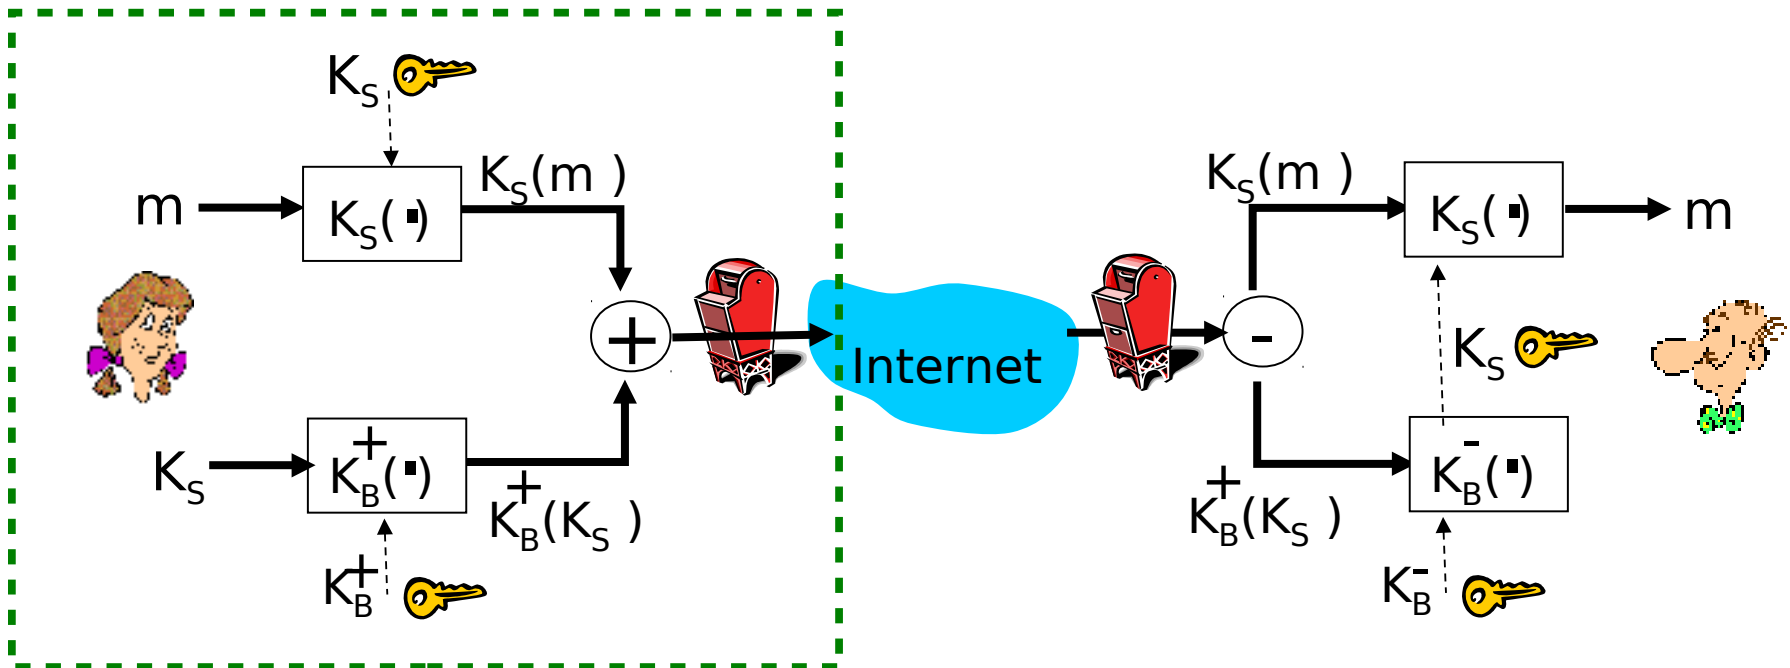 K_S
m
K_S(▪)
K_S(m )
+
K_S
K_B^+(▪)
K_B^+(K_S )
K_B^+
Internet
K_S(m )
K_S(▪)
m
-
K_S
K_B^+(K_S )
K_B^-(▪)
K_B^-